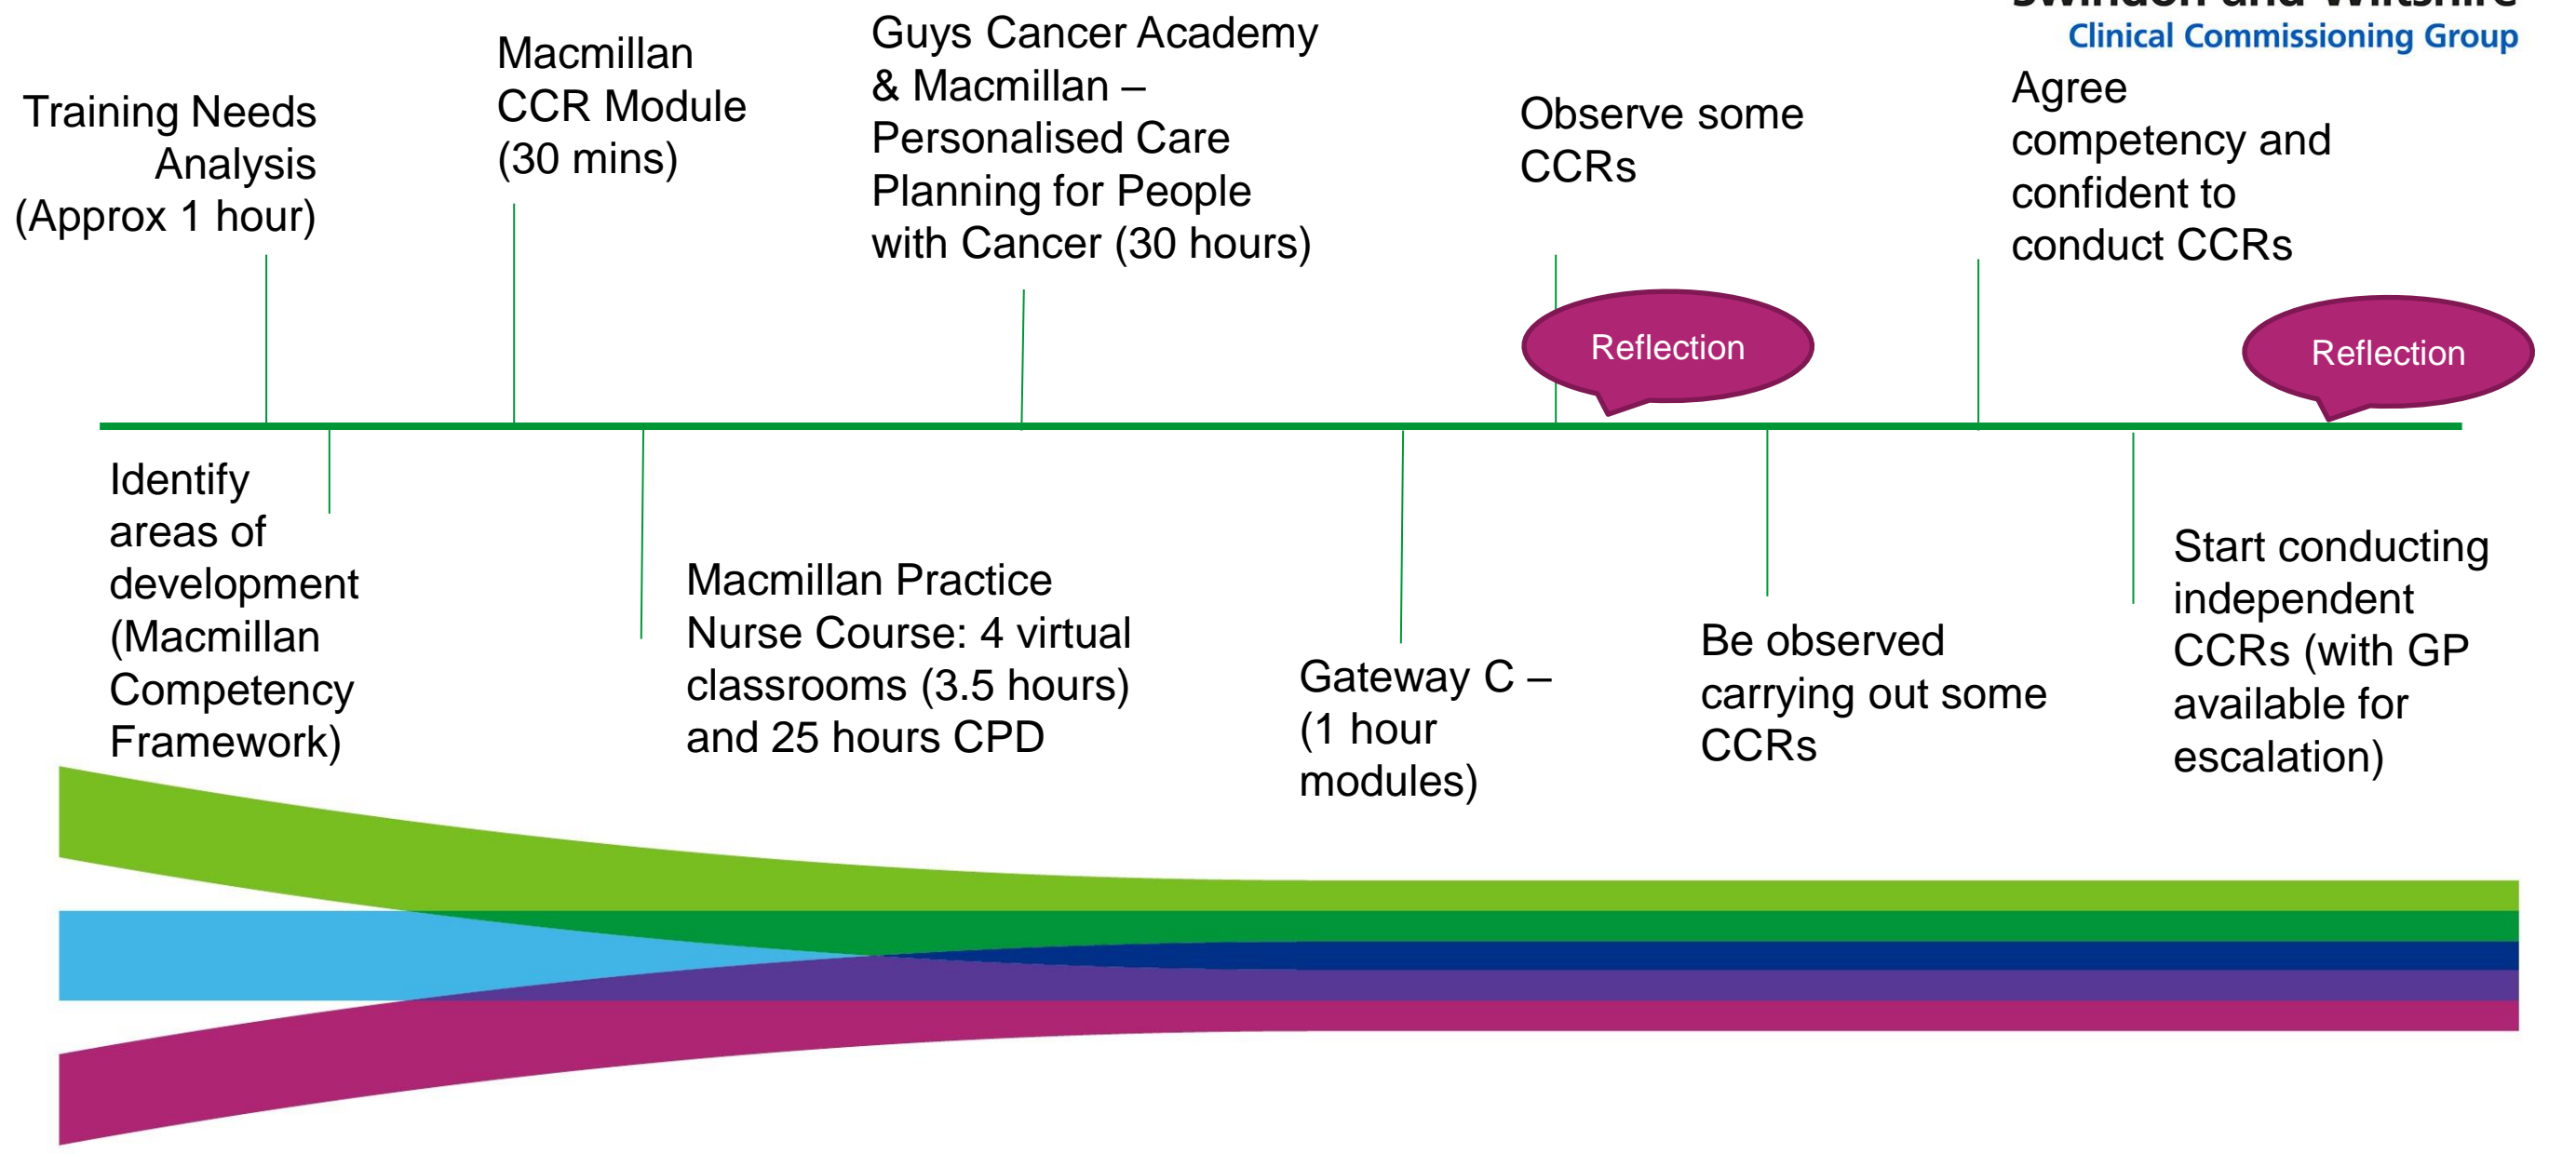 Swindon and Wiltshire
Clinical Commissioning Group
Training Needs
Analysis
(Approx 1 hour)
Macmillan
CCR Module
(30 mins)
Guys Cancer Academy
& Macmillan –
Personalised Care
Planning for People
with Cancer (30 hours)
Observe some
CCRs
Agree
competency and
confident to
conduct CCRs
Reflection
Reflection
Identify
areas of
development
(Macmillan
Competency
Framework)
Macmillan Practice
Nurse Course: 4 virtual
classrooms (3.5 hours)
and 25 hours CPD
Gateway C –
(1 hour
modules)
Be observed
carrying out some
CCRs
Start conducting
independent
CCRs (with GP
available for
escalation)